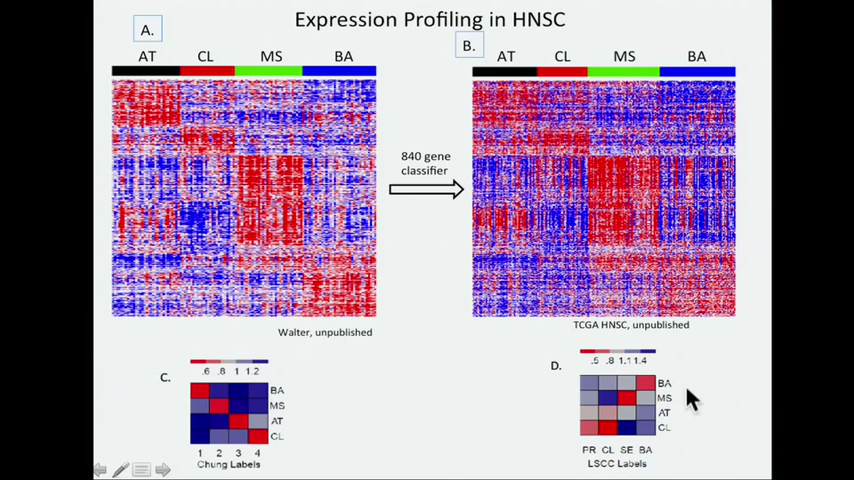 Expression Profiling in HNSC
A.
AT CL MS BA
B.
AT CL MS BA
840 gene
classifier
Walter, unpublished
TCGA HNSC, unpublished
C.
.6 .8 1 1.2
BA
MS
AT
CL
1 2 3 4
Chung Labels
D.
.5 .8 1.1 1.4
BA
MS
AT
CL
PR CL SE BA
LSCC Labels